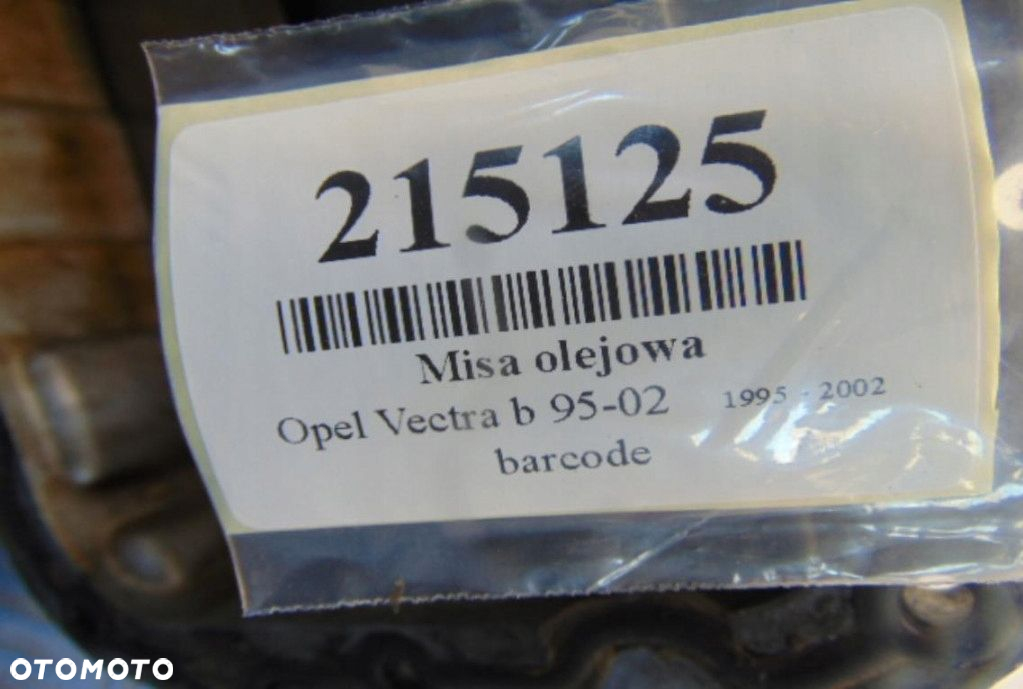 215125
Misa olejowa
Opel Vectra b 95-02 1995 - 2002
barcode
OTOMOTO